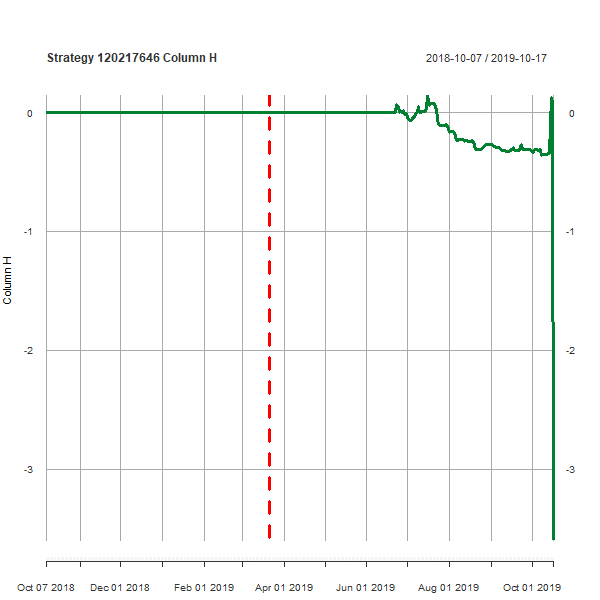 Strategy 120217646 Column H 2018-10-07 / 2019-10-17
0 0
-1 -1
Column H
-2 -2
-3 -3
Oct 07 2018 Dec 01 2018 Feb 01 2019 Apr 01 2019 Jun 01 2019 Aug 01 2019 Oct 01 2019